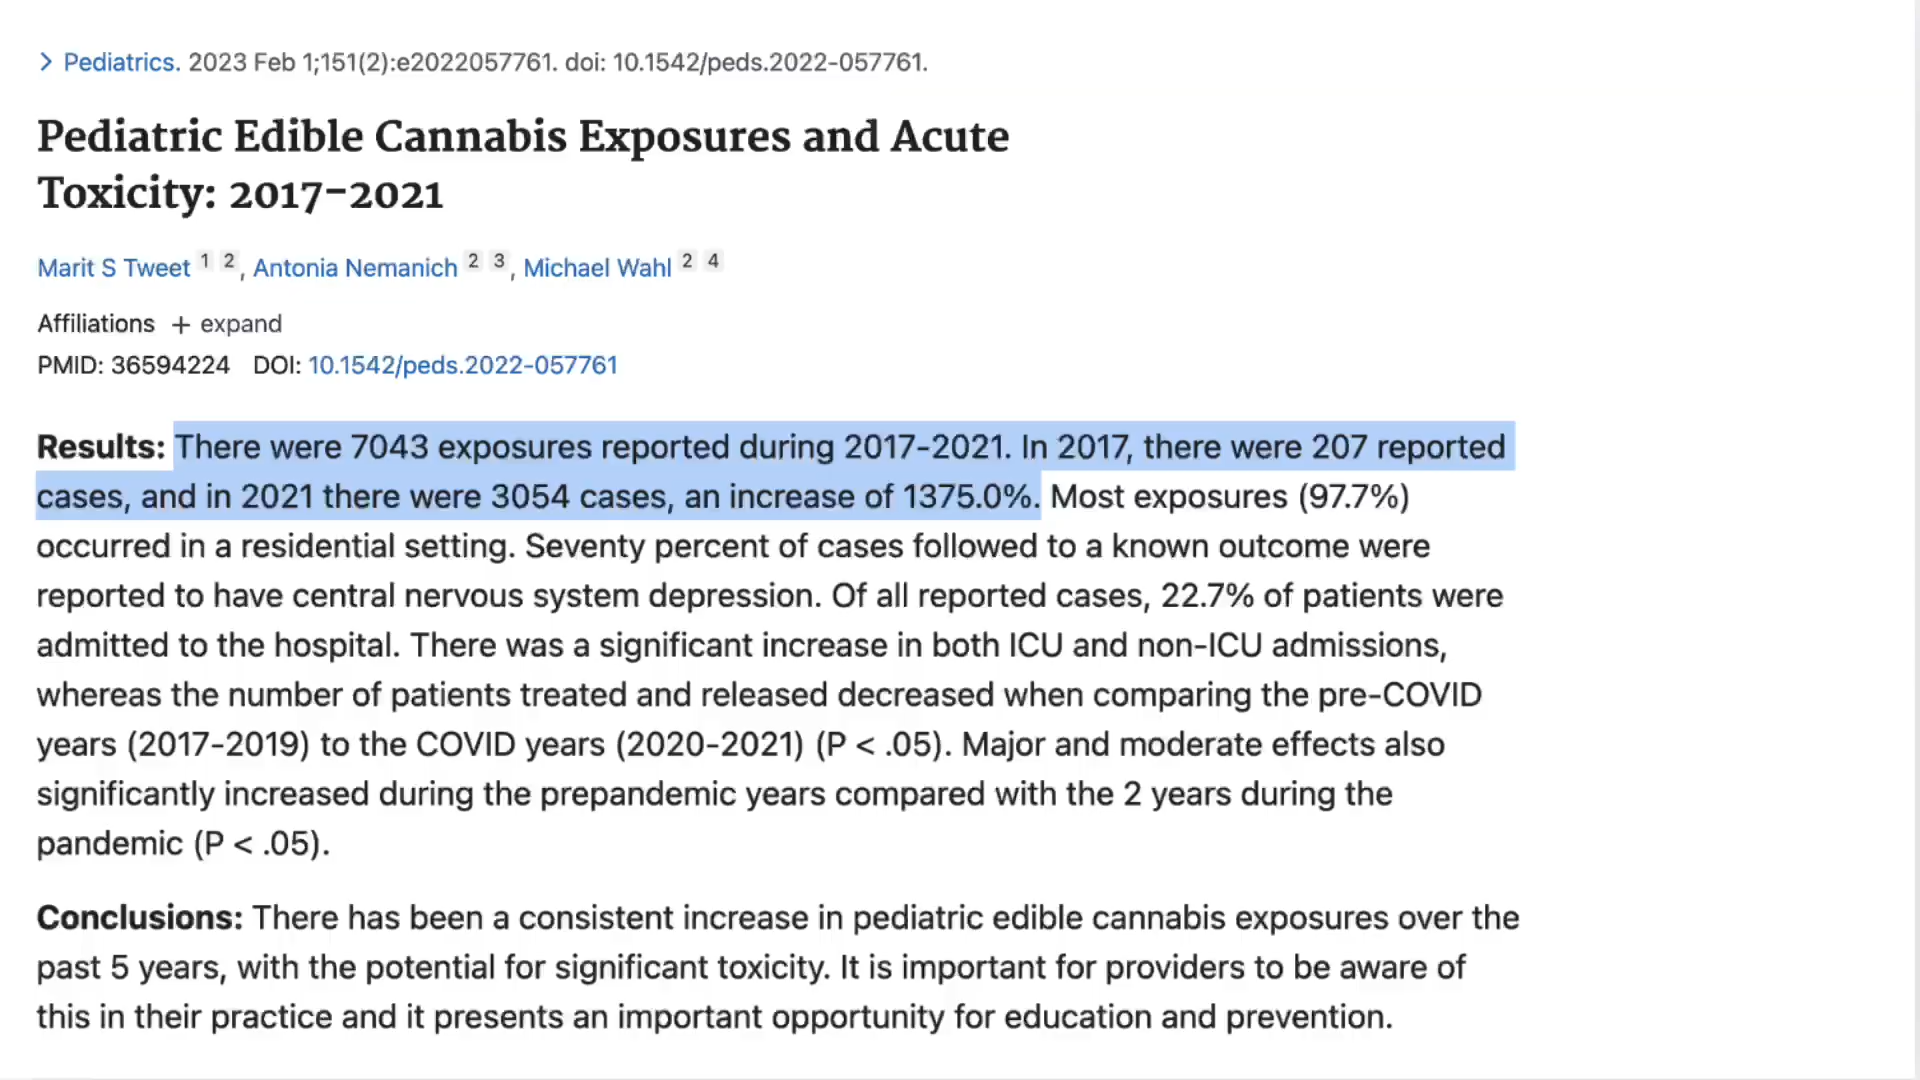 > Pediatrics. 2023 Feb 1;151(2):e2022057761. doi: 10.1542/peds.2022-057761.
Pediatric Edible Cannabis Exposures and Acute
Toxicity: 2017-2021
Marit S Tweet 1 2, Antonia Nemanich 2 3, Michael Wahl 2 4
Affiliations + expand
PMID: 36594224 DOI: 10.1542/peds.2022-057761
Results: There were 7043 exposures reported during 2017-2021. In 2017, there were 207 reported
cases, and in 2021 there were 3054 cases, an increase of 1375.0%. Most exposures (97.7%)
occurred in a residential setting. Seventy percent of cases followed to a known outcome were
reported to have central nervous system depression. Of all reported cases, 22.7% of patients were
admitted to the hospital. There was a significant increase in both ICU and non-ICU admissions,
whereas the number of patients treated and released decreased when comparing the pre-COVID
years (2017-2019) to the COVID years (2020-2021) (P < .05). Major and moderate effects also
significantly increased during the prepandemic years compared with the 2 years during the
pandemic (P < .05).
Conclusions: There has been a consistent increase in pediatric edible cannabis exposures over the
past 5 years, with the potential for significant toxicity. It is important for providers to be aware of
this in their practice and it presents an important opportunity for education and prevention.